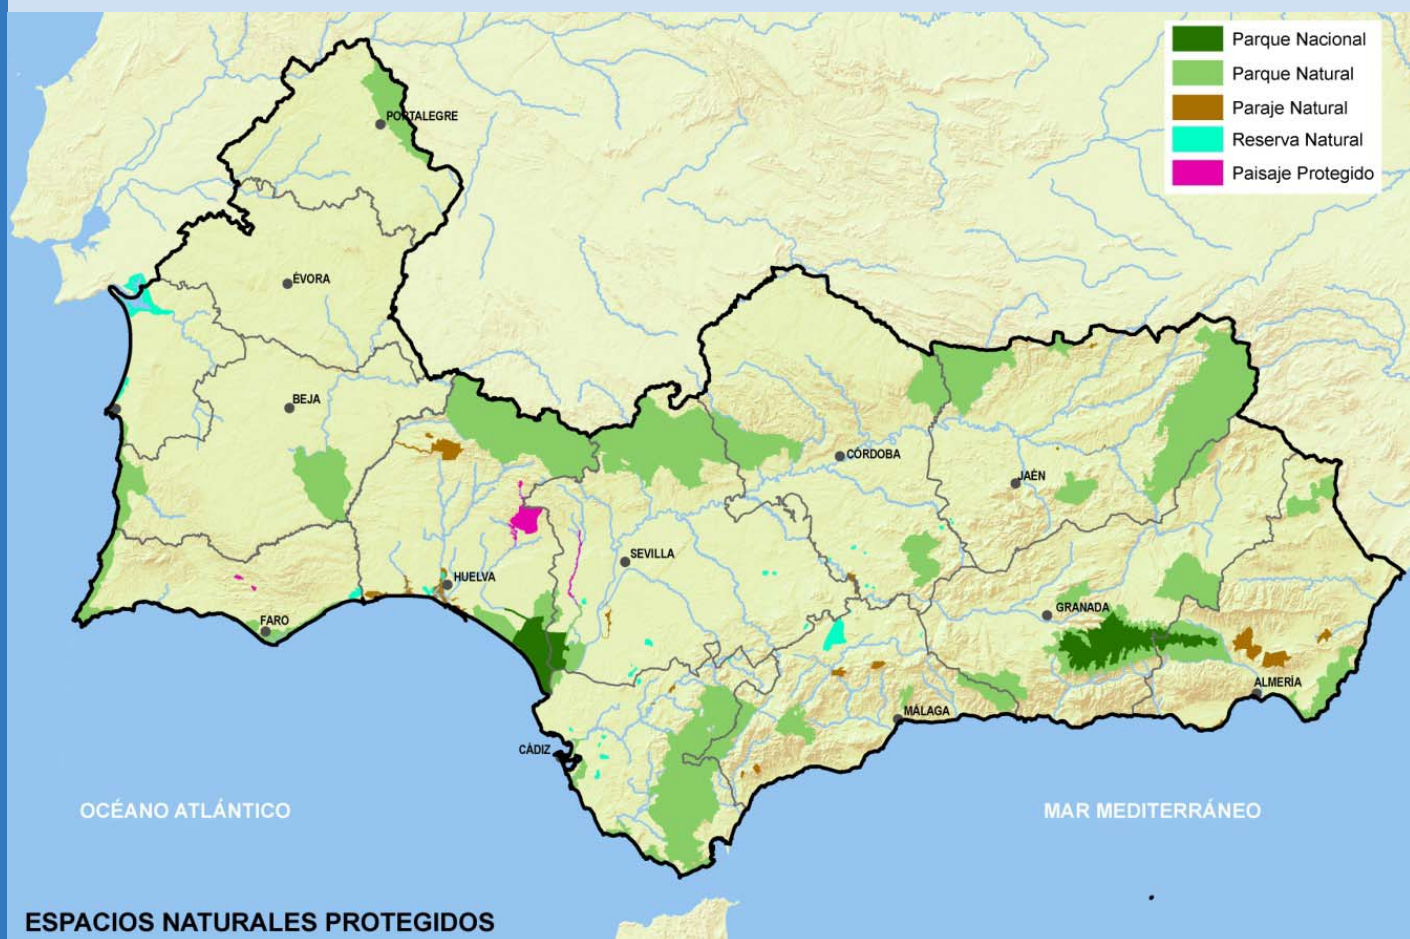 Parque Nacional
Parque Natural
Paraje Natural
Reserva Natural
Paisaje Protegido
PORTALEGRE
ÉVORA
BEJA
CÓRDOBA
JAÉN
SEVILLA
HUELVA
GRANADA
FARO
ALMERÍA
MÁLAGA
CÁDIZ
OCÉANO ATLÁNTICO
MAR MEDITERRÁNEO
ESPACIOS NATURALES PROTEGIDOS